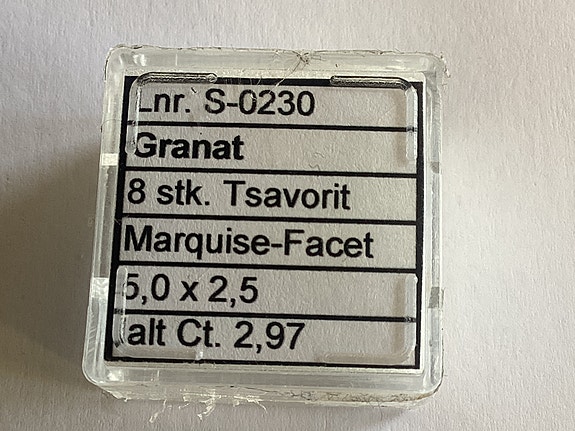 Lnr. S-0230
Granat
8 stk. Tsavorit
Marquise-Facet
5,0 x 2,5
alt Ct. 2,97